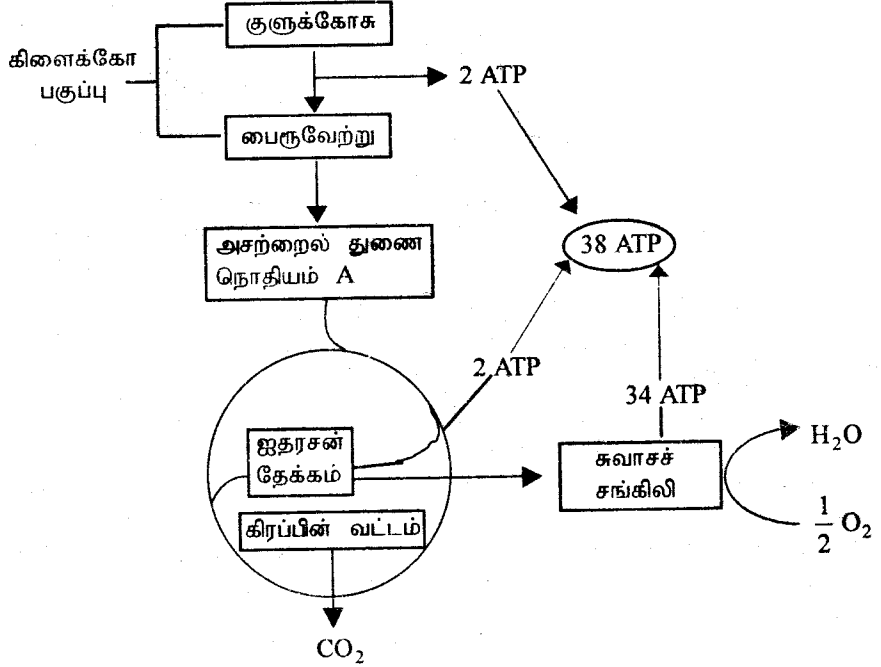 குளுக்கோசு
கிளைக்கோ
பகுப்பு
2 ATP
பைரூவேற்று
அசற்றைல் துணை
நொதியம் A
38 ATP
2 ATP
34 ATP
ஐதரசன்
தேக்கம்
சுவாசச்
சங்கிலி
H₂O
½ O₂
கிரப்பின் வட்டம்
CO₂